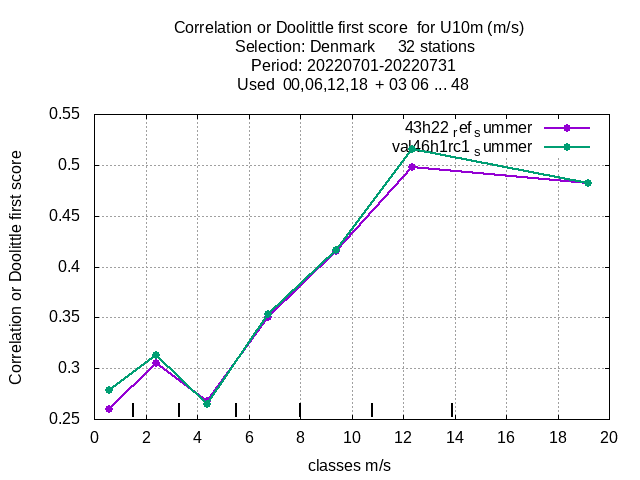 Correlation or Doolittle first score for U10m (m/s)
Selection: Denmark 32 stations
Period: 20220701-20220731
Used 00,06,12,18 + 03 06 ... 48
43h22 ref summer
val46h1rc1 summer
Correlation or Doolittle first score
0.55
0.5
0.45
0.4
0.35
0.3
0.25
0 2 4 6 8 10 12 14 16 18 20
classes m/s